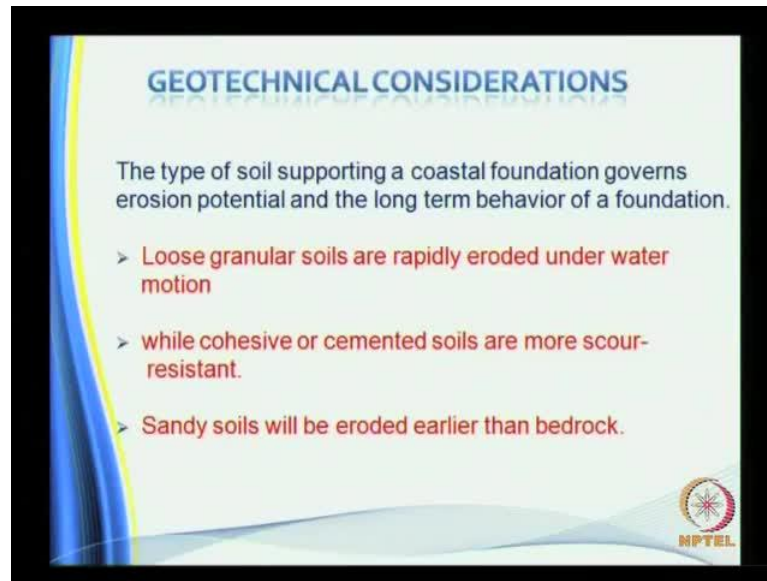 GEOTECHNICAL CONSIDERATIONS
The type of soil supporting a coastal foundation governs
erosion potential and the long term behavior of a foundation.
➢ Loose granular soils are rapidly eroded under water
motion
➢ while cohesive or cemented soils are more scour-
resistant.
➢ Sandy soils will be eroded earlier than bedrock.
NPTEL